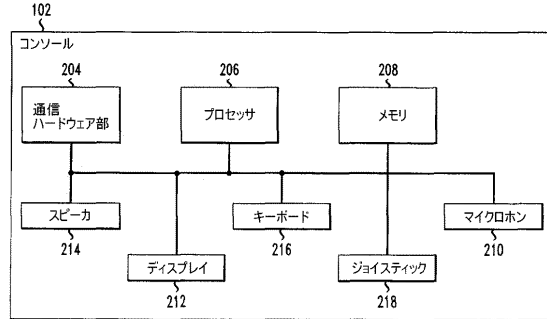 102
コンソール
204
206
208
通信
ハードウェア部
プロセッサ
メモリ
スピーカ
キーボード
マイクロホン
214
216
210
ディスプレイ
ジョイスティック
212
218